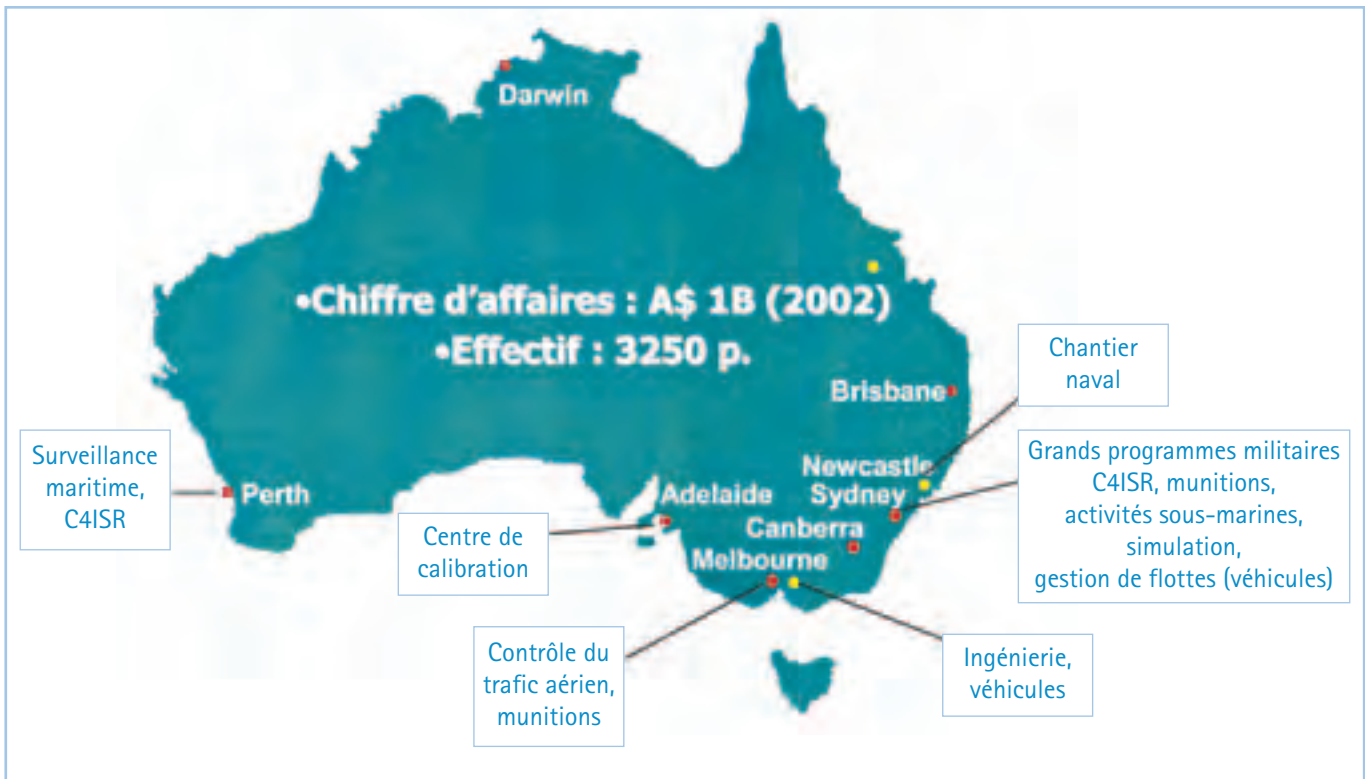 Darwin
•Chiffre d'affaires : A$ 1B (2002)
•Effectif : 3250 p.
Chantier
naval
Brisbane
Surveillance
maritime,
C4ISR
Perth
Newcastle
Sydney
Adelaide
Canberra
Melbourne
Grands programmes militaires
C4ISR, munitions,
activités sous-marines,
simulation,
gestion de flottes (véhicules)
Centre de
calibration
Contrôle du
trafic aérien,
munitions
Ingénierie,
véhicules